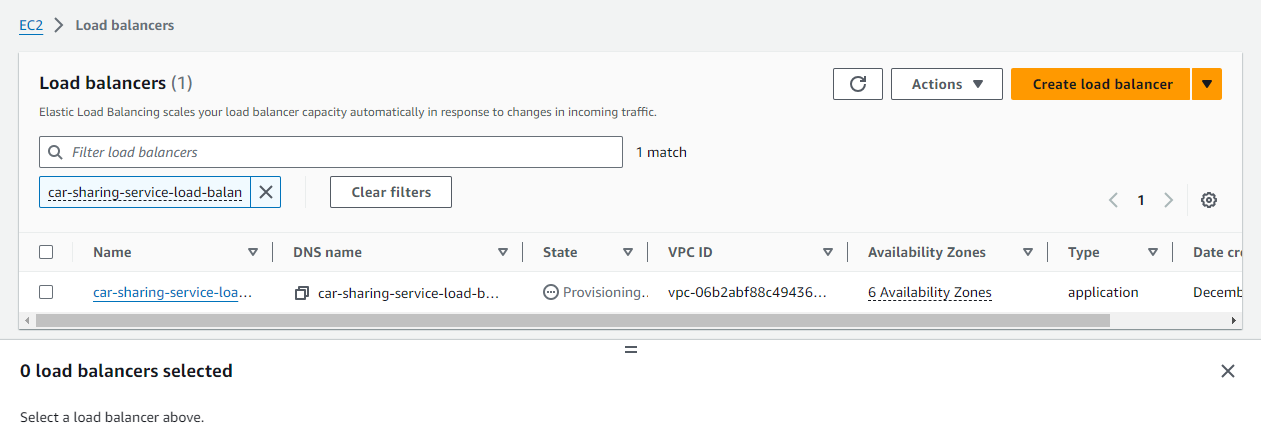 EC2 > Load balancers
Load balancers (1)
Actions
Create load balancer
Elastic Load Balancing scales your load balancer capacity automatically in response to changes in incoming traffic.
Filter load balancers
1 match
car-sharing-service-load-balan
Clear filters
1
Name DNS name State VPC ID Availability Zones Type Date cre
car-sharing-service-loa... car-sharing-service-load-b... Provisioning.. vpc-06b2abf88c49436... 6 Availability Zones application Decemb
0 load balancers selected
Select a load balancer above.